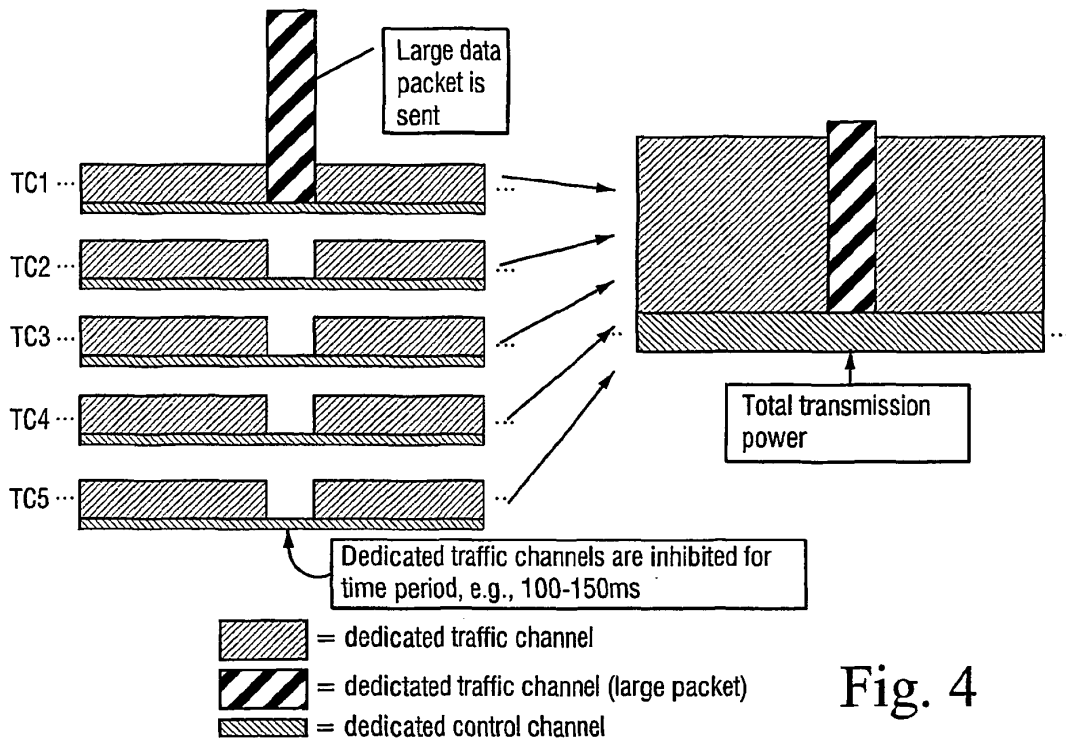 Large data
packet is
sent
TC1 ...
...
TC2 ...
...
TC3 ...
...
TC4 ...
...
TC5 ...
...
...
...
Total transmission
power
Dedicated traffic channels are inhibited for
time period, e.g., 100-150ms
= dedicated traffic channel
= dedictated traffic channel (large packet)
= dedicated control channel
Fig. 4